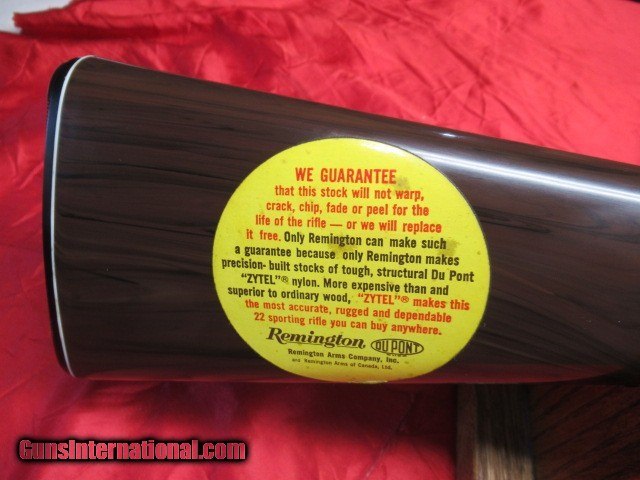 WE GUARANTEE
that this stock will not warp,
crack, chip, fade or peel for the
life of the rifle — or we will replace
it free. Only Remington can make such
a guarantee because only Remington makes
precision- built stocks of tough, structural Du Pont
"ZYTEL"® nylon. More expensive than and
superior to ordinary wood, "ZYTEL"® makes this
the most accurate, rugged and dependable
22 sporting rifle you can buy anywhere.
Remington DU PONT
Remington Arms Company, Inc.
and Remington Arms of Canada, Ltd.
GunsInternational.com